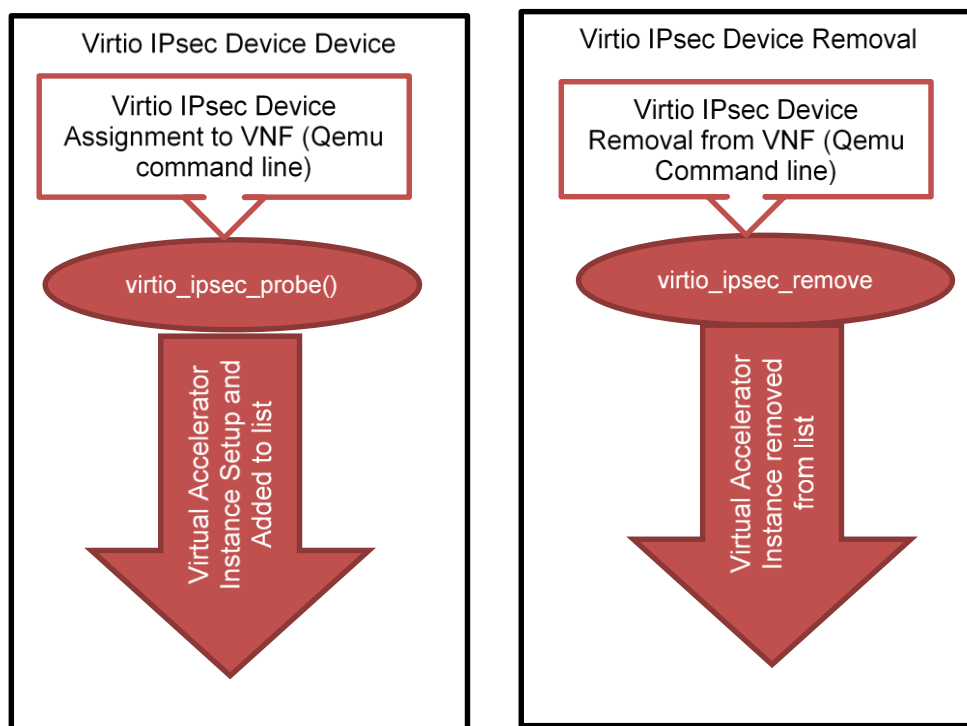 Virtio IPsec Device Device
Virtio IPsec Device
Assignment to VNF (Qemu
command line)
virtio_ipsec_probe()
Virtual Accelerator
Instance Setup and
Added to list
Virtio IPsec Device Removal
Virtio IPsec Device
Removal from VNF (Qemu
Command line)
virtio_ipsec_remove
Virtual Accelerator
Instance removed
from list